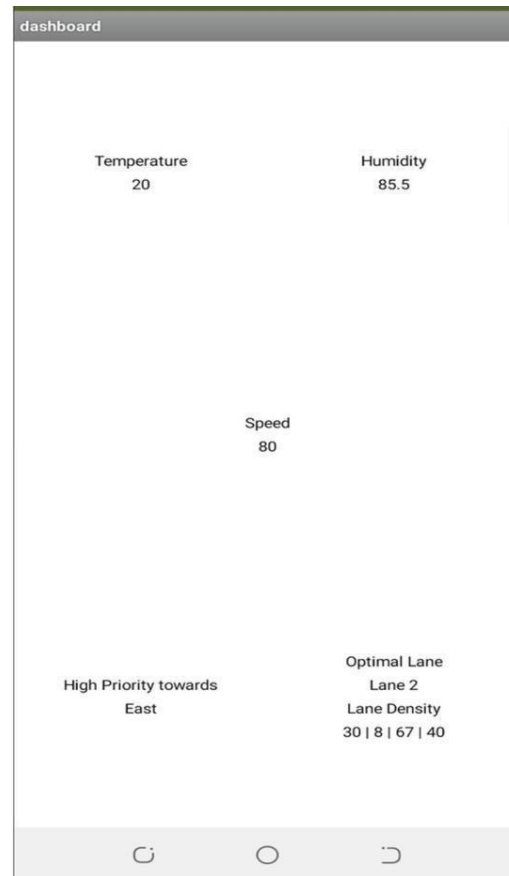 dashboard
Temperature
20
Humidity
85.5
Speed
80
High Priority towards
East
Optimal Lane
Lane 2
Lane Density
30 | 8 | 67 | 40